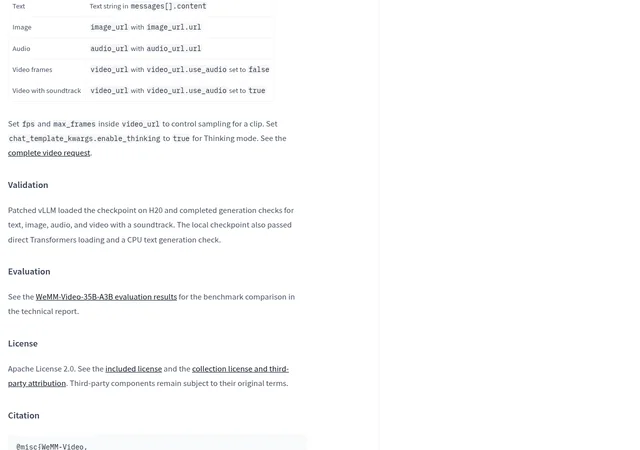 Text Text string in messages[].content
Image image_url with image_url.url
Audio audio_url with audio_url.url
Video frames video_url with video_url.use_audio set to false
Video with soundtrack video_url with video_url.use_audio set to true
Set fps and max_frames inside video_url to control sampling for a clip. Set
chat_template_kwargs.enable_thinking to true for Thinking mode. See the
complete video request.
Validation
Patched vLLM loaded the checkpoint on H20 and completed generation checks for
text, image, audio, and video with a soundtrack. The local checkpoint also passed
direct Transformers loading and a CPU text generation check.
Evaluation
See the WeMM-Video-35B-A3B evaluation results for the benchmark comparison in
the technical report.
License
Apache License 2.0. See the included license and the collection license and third-
party attribution. Third-party components remain subject to their original terms.
Citation
@misc{WeMM-Video,